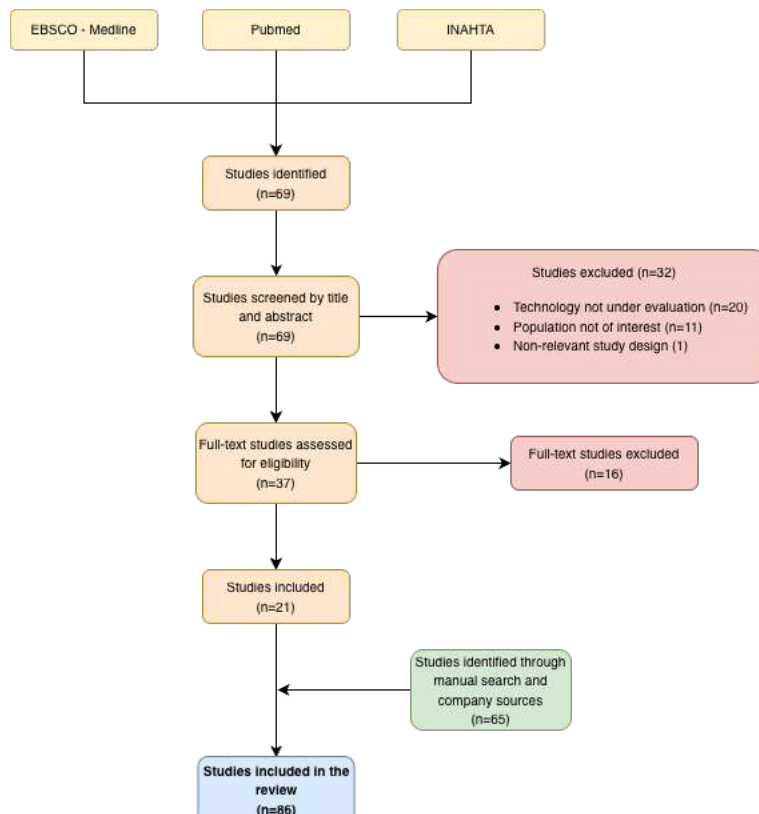 EBSCO - Medline
Pubmed
INAHTA
Studies identified
(n=69)
Studies screened by title
and abstract
(n=69)
Studies excluded (n=32)
• Technology not under evaluation (n=20)
• Population not of interest (n=11)
• Non-relevant study design (1)
Full-text studies assessed
for eligibility
(n=37)
Full-text studies excluded
(n=16)
Studies included
(n=21)
Studies identified through
manual search and
company sources
(n=65)
Studies included in the
review
(n=86)